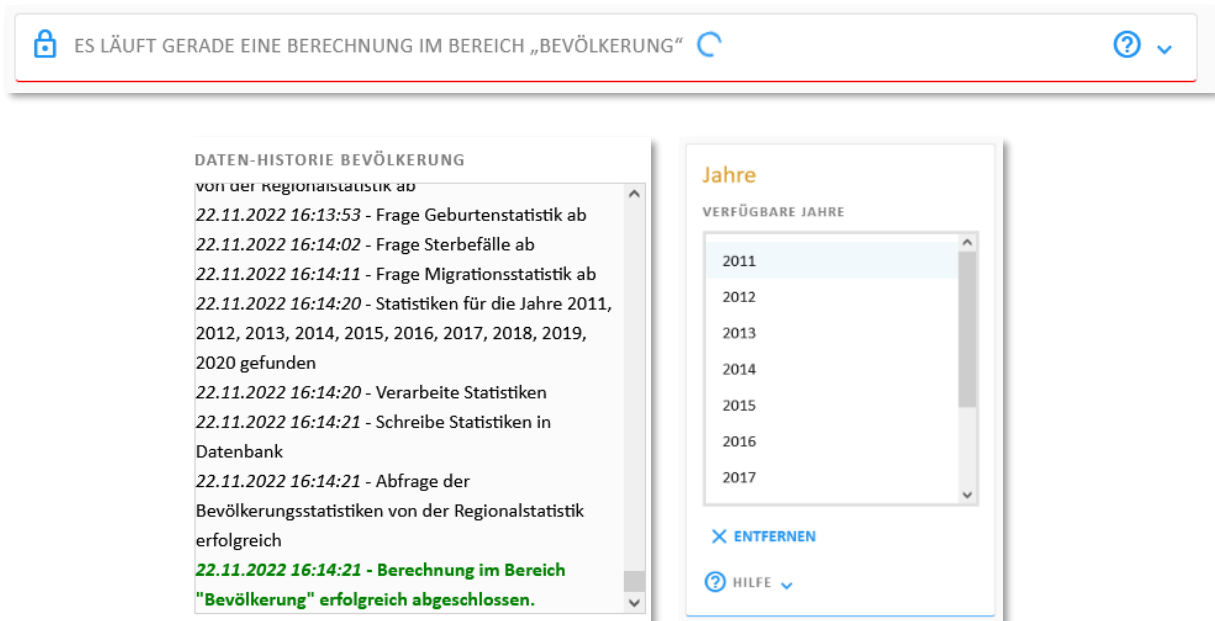 ES LÄUFT GERADE EINE BERECHNUNG IM BEREICH „BEVÖLKERUNG“
DATEN-HISTORIE BEVÖLKERUNG
von der Regionalstatistik ab
22.11.2022 16:13:53 - Frage Geburtenstatistik ab
22.11.2022 16:14:02 - Frage Sterbefälle ab
22.11.2022 16:14:11 - Frage Migrationsstatistik ab
22.11.2022 16:14:20 - Statistiken für die Jahre 2011,
2012, 2013, 2014, 2015, 2016, 2017, 2018, 2019,
2020 gefunden
22.11.2022 16:14:20 - Verarbeite Statistiken
22.11.2022 16:14:21 - Schreibe Statistiken in
Datenbank
22.11.2022 16:14:21 - Abfrage der
Bevölkerungsstatistiken von der Regionalstatistik
erfolgreich
22.11.2022 16:14:21 - Berechnung im Bereich
"Bevölkerung" erfolgreich abgeschlossen.
Jahre
VERFÜGBARE JAHRE
2011
2012
2013
2014
2015
2016
2017
ENTFERNEN
HILFE